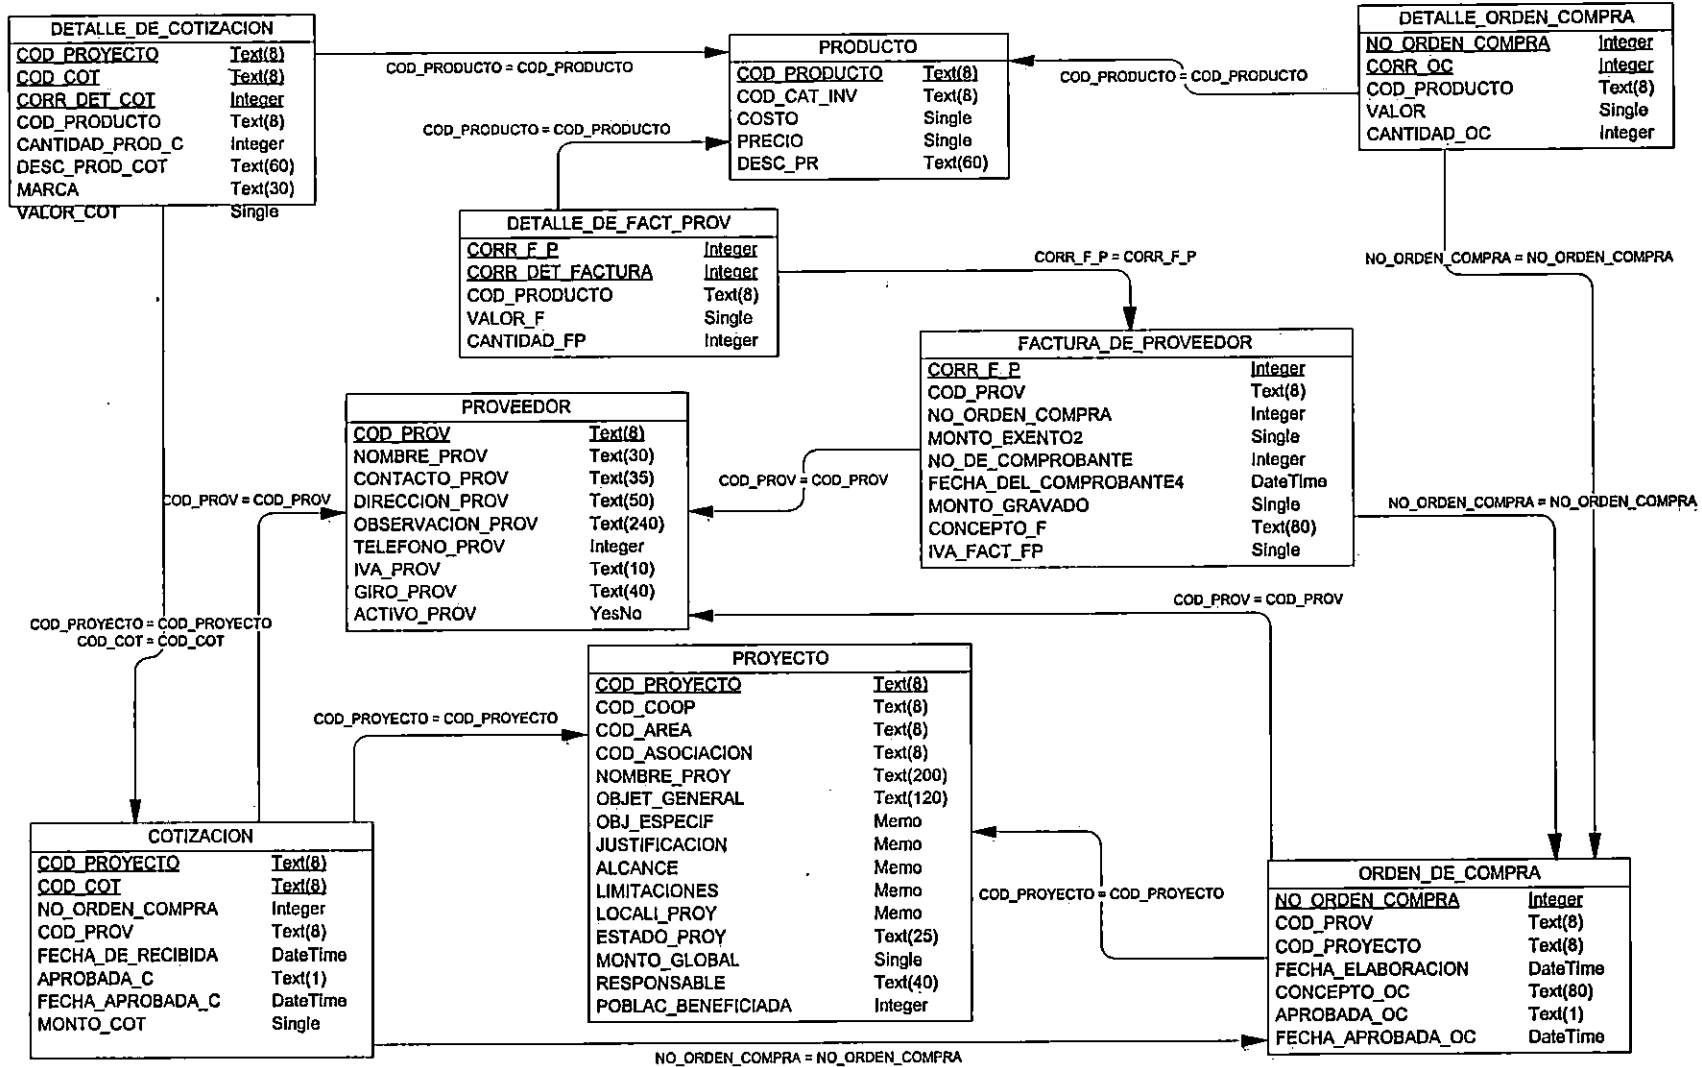 DETALLE_DE_COTIZACION
COD_PROYECTO Text(8)
COD_COT Text(8)
CORR_DET_COT Integer
COD_PRODUCTO Text(8)
CANTIDAD_PROD_C Integer
DESC_PROD_COT Text(60)
MARCA Text(30)
VALOR_COT Single
COD_PRODUCTO = COD_PRODUCTO
PRODUCTO
COD_PRODUCTO Text(8)
COD_CAT_INV Text(8)
COSTO Single
PRECIO Single
DESC_PR Text(60)
COD_PRODUCTO = COD_PRODUCTO
DETALLE_ORDEN_COMPRA
NO_ORDEN_COMPRA Integer
CORR_OC Integer
COD_PRODUCTO Text(8)
VALOR Single
CANTIDAD_OC Integer
COD_PRODUCTO = COD_PRODUCTO
DETALLE_DE_FACT_PROV
CORR_F_P Integer
CORR_DET_FACTURA Integer
COD_PRODUCTO Text(8)
VALOR_F Single
CANTIDAD_FP Integer
CORR_F_P = CORR_F_P
NO_ORDEN_COMPRA = NO_ORDEN_COMPRA
FACTURA_DE_PROVEEDOR
CORR_F_P Integer
COD_PROV Text(8)
NO_ORDEN_COMPRA Integer
MONTO_EXENTO2 Single
NO_DE_COMPROBANTE Integer
FECHA_DEL_COMPROBANTE4 DateTime
MONTO_GRAVADO Single
CONCEPTO_F Text(80)
IVA_FACT_FP Single
PROVEEDOR
COD_PROV Text(8)
NOMBRE_PROV Text(30)
CONTACTO_PROV Text(35)
DIRECCION_PROV Text(50)
OBSERVACION_PROV Text(240)
TELEFONO_PROV Integer
IVA_PROV Text(10)
GIRO_PROV Text(40)
ACTIVO_PROV YesNo
COD_PROV = COD_PROV
COD_PROV = COD_PROV
NO_ORDEN_COMPRA = NO_ORDEN_COMPRA
COD_PROV = COD_PROV
COD_PROYECTO = COD_PROYECTO
COD_COT = COD_COT
PROYECTO
COD_PROYECTO Text(8)
COD_COOP Text(8)
COD_AREA Text(8)
COD_ASOCIACION Text(8)
NOMBRE_PROY Text(200)
OBJET_GENERAL Text(120)
OBJ_ESPECIF Memo
JUSTIFICACION Memo
ALCANCE Memo
LIMITACIONES Memo
LOCALI_PROY Memo
ESTADO_PROY Text(25)
MONTO_GLOBAL Single
RESPONSABLE Text(40)
POBLAC_BENEFICIADA Integer
COD_PROYECTO = COD_PROYECTO
COD_PROYECTO = COD_PROYECTO
COTIZACION
COD_PROYECTO Text(8)
COD_COT Text(8)
NO_ORDEN_COMPRA Integer
COD_PROV Text(8)
FECHA_DE_RECIBIDA DateTime
APROBADA_C Text(1)
FECHA_APROBADA_C DateTime
MONTO_COT Single
ORDEN_DE_COMPRA
NO_ORDEN_COMPRA Integer
COD_PROV Text(8)
COD_PROYECTO Text(8)
FECHA_ELABORACION DateTime
CONCEPTO_OC Text(80)
APROBADA_OC Text(1)
FECHA_APROBADA_OC DateTime
NO_ORDEN_COMPRA = NO_ORDEN_COMPRA